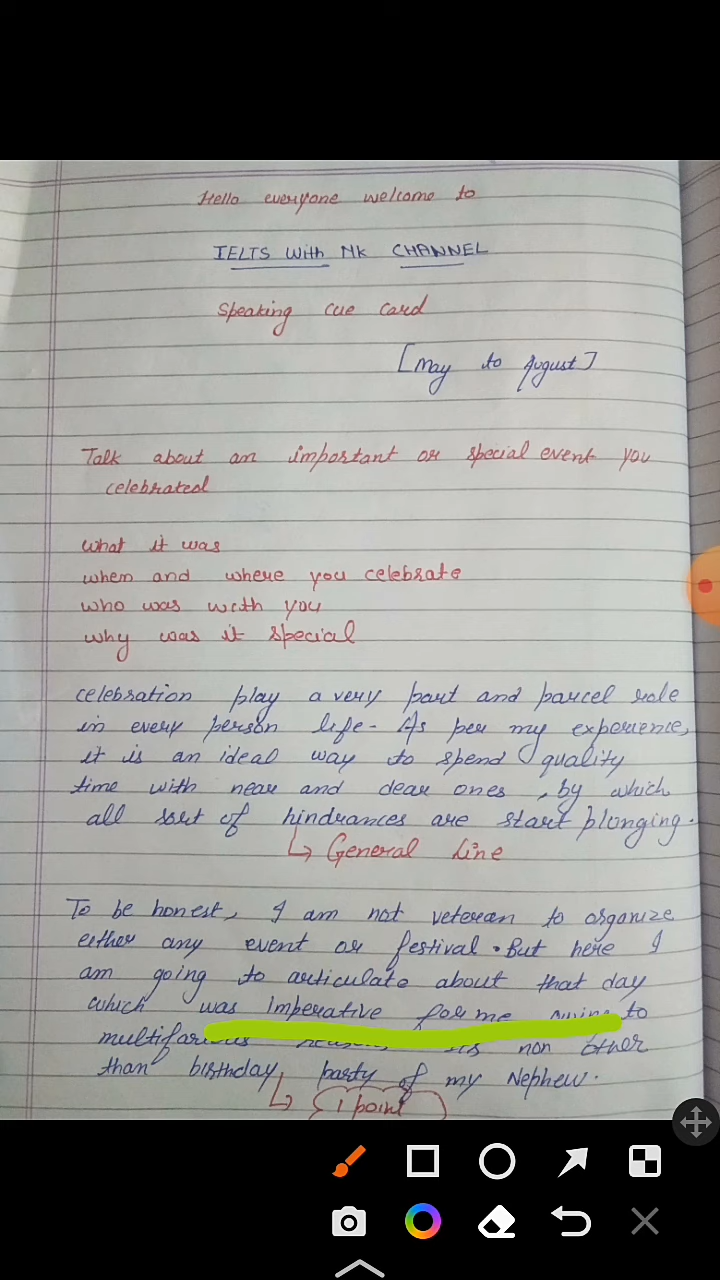 Hello everyone welcome to
IELTS With NK CHANNEL
Speaking cue card
[May to August]
Talk about an important or special event you
celebrated
what it was
when and where you celebrate
who was with you
why was it special
celebration play a very part and parcel role
in every person life - As per my experience,
it is an ideal way to spend quality
time with near and dear ones, by which
all sort of hindrances are start plunging.
↳ General line
To be honest, I am not veteran to organize
either any event or festival. But here I
am going to articulate about that day
which was imperative for me owing to
multifarious reasons, its non other
than birthday party of my Nephew.
↳ 1 point